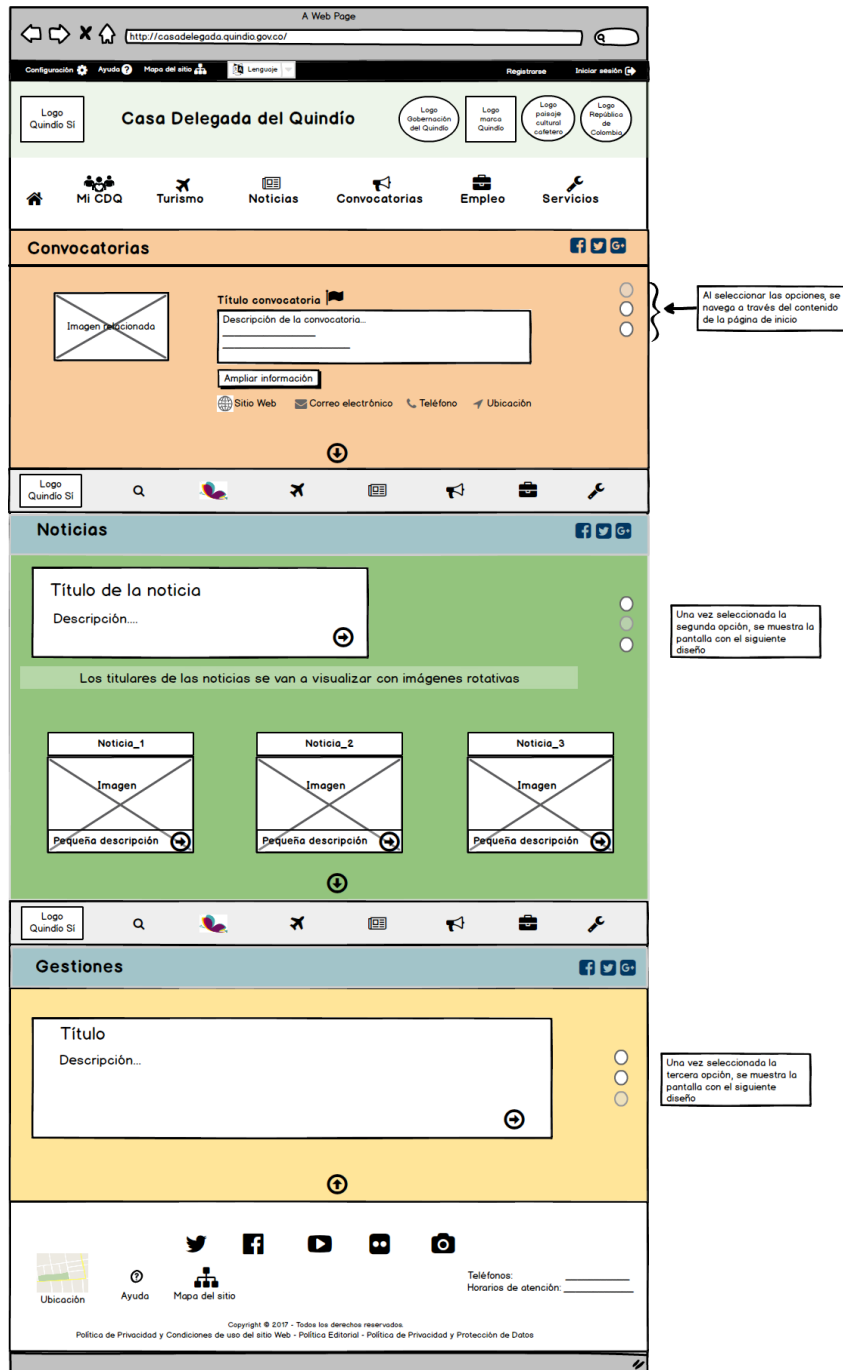 A Web Page
http://casadelegada.quindio.gov.co/
Configuración Ayuda Mapa del sitio Lenguaje Registrarse Iniciar sesión
Logo
Quindío Sí
Casa Delegada del Quindío
Logo
Gobernación
del Quindío
Logo
marca
Quindío
Logo
paisaje
cultural
cafetero
Logo
República
de
Colombia
Mi CDQ Turismo Noticias Convocatorias Empleo Servicios
Convocatorias
Imagen relacionada
Título convocatoria
Descripción de la convocatoria...
Ampliar información
Sitio Web Correo electrónico Teléfono Ubicación
Al seleccionar las opciones, se
navega a través del contenido
de la página de inicio
Logo
Quindío Sí
Noticias
Título de la noticia
Descripción....
Una vez seleccionada la
segunda opción, se muestra la
pantalla con el siguiente
diseño
Los titulares de las noticias se van a visualizar con imágenes rotativas
Noticia_1 Noticia_2 Noticia_3
Imagen Imagen Imagen
Pequeña descripción Pequeña descripción Pequeña descripción
Logo
Quindío Sí
Gestiones
Título
Descripción...
Una vez seleccionada la
tercera opción, se muestra la
pantalla con el siguiente
diseño
Ubicación
Ayuda
Mapa del sitio
Teléfonos: ____________
Horarios de atención: ____________
Copyright © 2017 - Todos los derechos reservados.
Política de Privacidad y Condiciones de uso del sitio Web - Política Editorial - Política de Privacidad y Protección de Datos